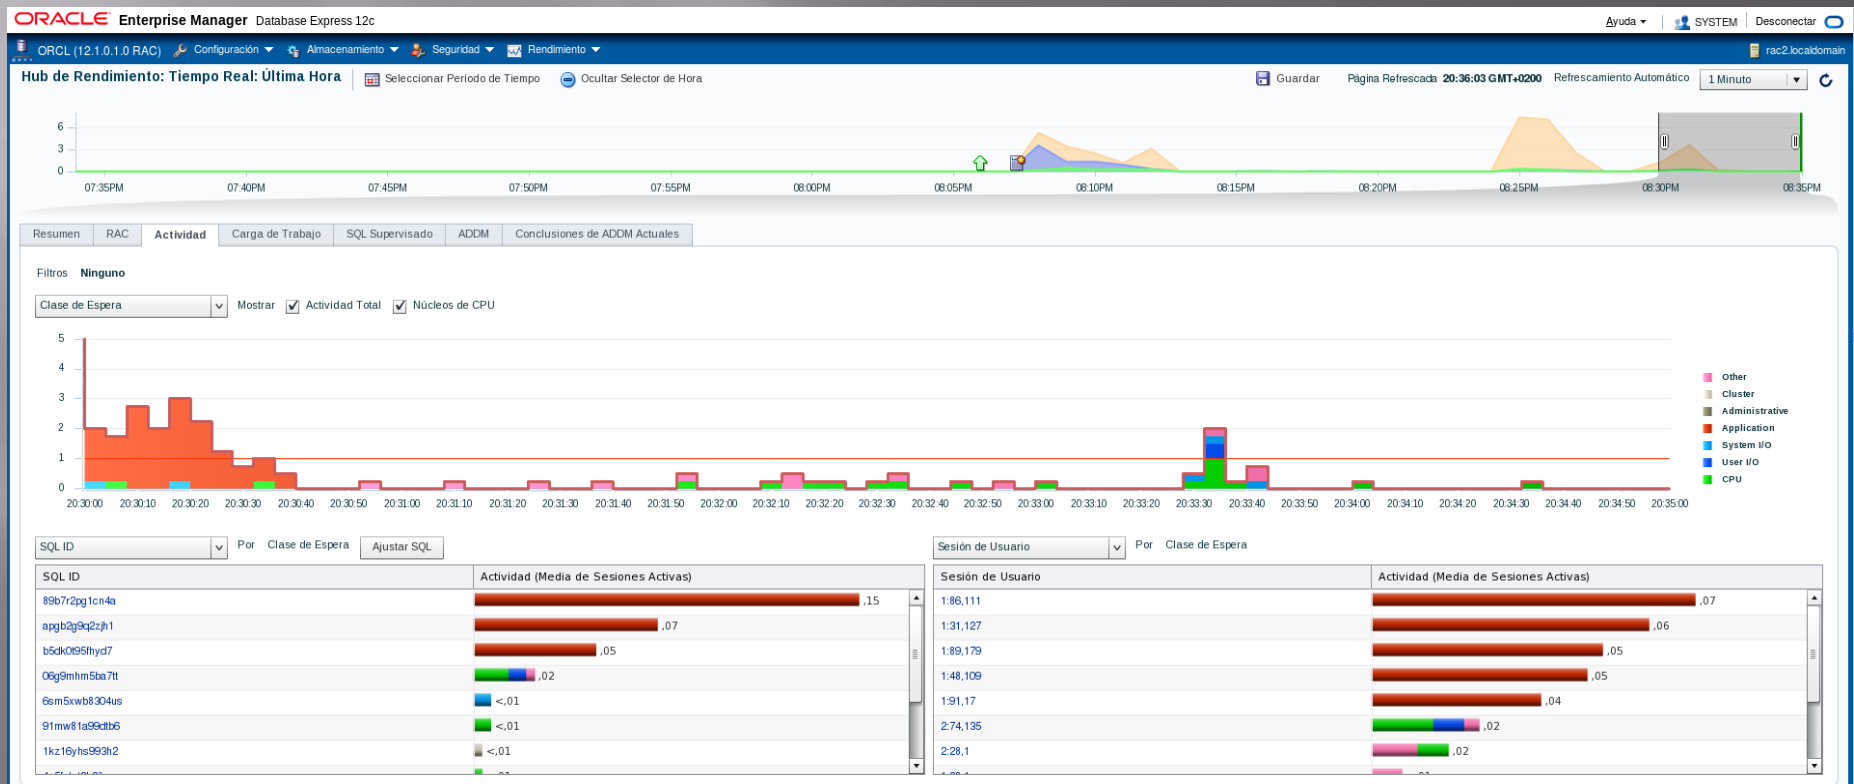 ORACLE Enterprise Manager Database Express 12c
Ayuda SYSTEM Desconectar
ORCL (12.1.0.1.0 RAC) Configuración Almacenamiento Seguridad Rendimiento rac2.localdomain
Hub de Rendimiento: Tiempo Real: Última Hora Seleccionar Período de Tiempo Ocultar Selector de Hora Guardar Página Refrescada 20:36:03 GMT+0200 Refrescamiento Automático 1 Minuto
6
3
0
07:35PM 07:40PM 07:45PM 07:50PM 07:55PM 08:00PM 08:05PM 08:10PM 08:15PM 08:20PM 08:25PM 08:30PM 08:35PM
Resumen RAC Actividad Carga de Trabajo SQL Supervisado ADDM Conclusiones de ADDM Actuales
Filtros Ninguno
Clase de Espera Mostrar Actividad Total Núcleos de CPU
5
4
3
2
1
0
Other
Cluster
Administrative
Application
System I/O
User I/O
CPU
20:30:00 20:30:10 20:30:20 20:30:30 20:30:40 20:30:50 20:31:00 20:31:10 20:31:20 20:31:30 20:31:40 20:31:50 20:32:00 20:32:10 20:32:20 20:32:30 20:32:40 20:32:50 20:33:00 20:33:10 20:33:20 20:33:30 20:33:40 20:33:50 20:34:00 20:34:10 20:34:20 20:34:30 20:34:40 20:34:50 20:35:00
SQL ID Por Clase de Espera Ajustar SQL
SQL ID Actividad (Media de Sesiones Activas)
89b7r2pg1cn4a ,15
apgb2g9q2zjh1 ,07
b5dk0t95fhyd7 ,05
06g9mhm5ba7tt ,02
6sm5xwb8304us <,01
91mw81a99dtb6 <,01
1kz16yhs993h2 <,01
Sesión de Usuario Por Clase de Espera
Sesión de Usuario Actividad (Media de Sesiones Activas)
1:86,111 ,07
1:31,127 ,06
1:89,179 ,05
1:48,109 ,05
1:91,17 ,04
2:74,135 ,02
2:28,1 ,02